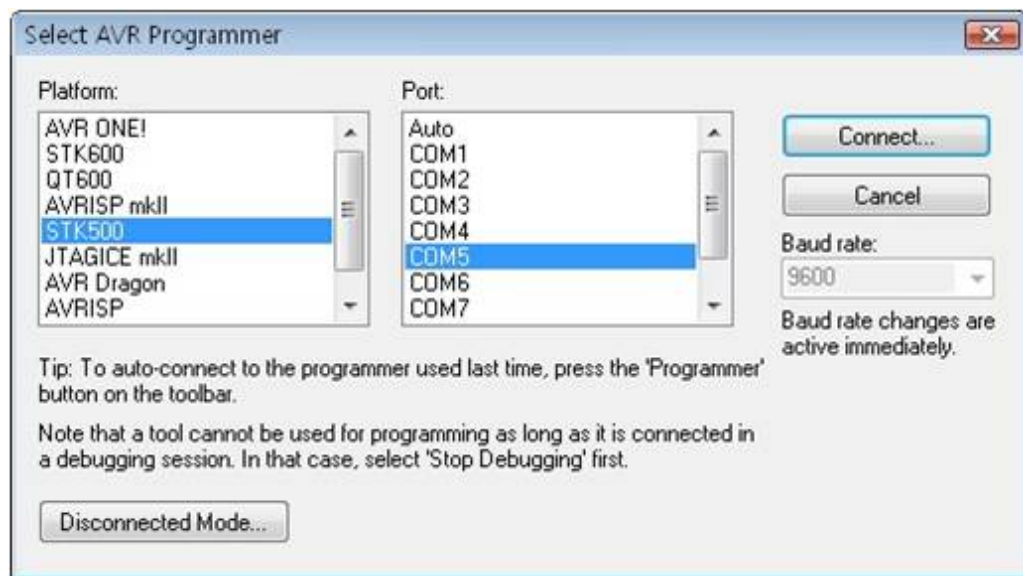 Select AVR Programmer
Platform:
AVR ONE!
STK600
QT600
AVRISP mkII
STK500
JTAGICE mkII
AVR Dragon
AVRISP
Port:
Auto
COM1
COM2
COM3
COM4
COM5
COM6
COM7
Connect...
Cancel
Baud rate:
9600
Baud rate changes are
active immediately.
Tip: To auto-connect to the programmer used last time, press the 'Programmer'
button on the toolbar.
Note that a tool cannot be used for programming as long as it is connected in
a debugging session. In that case, select 'Stop Debugging' first.
Disconnected Mode...